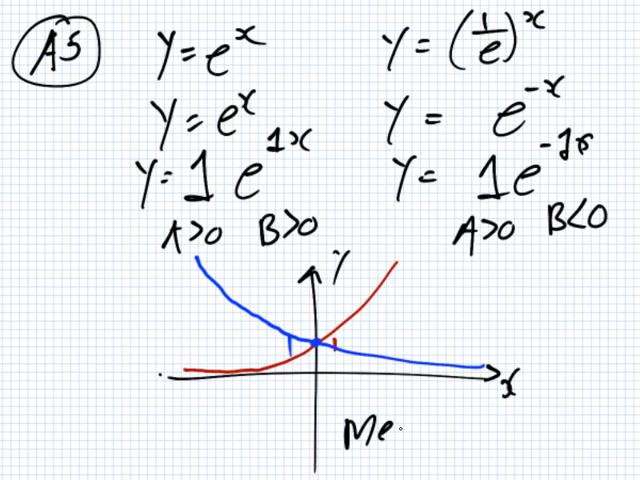 A5
Y = e^x    Y = (1/e)^x
Y = e^x    Y = e^-x
Y = 1 e^1x    Y = 1e^-1x
A>0 B>0    A>0 B<0
Y
x
Me